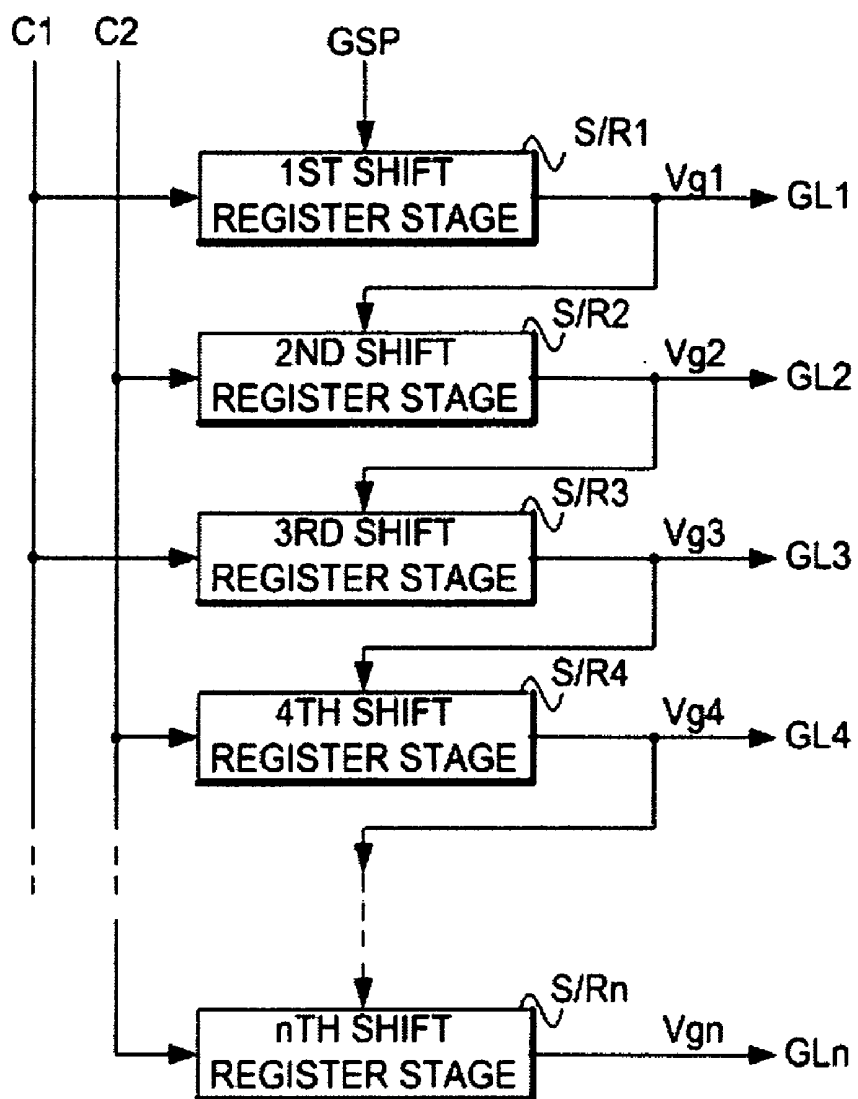 C1 C2 GSP
S/R1
1ST SHIFT
REGISTER STAGE
Vg1
GL1
S/R2
2ND SHIFT
REGISTER STAGE
Vg2
GL2
S/R3
3RD SHIFT
REGISTER STAGE
Vg3
GL3
S/R4
4TH SHIFT
REGISTER STAGE
Vg4
GL4
S/Rn
nTH SHIFT
REGISTER STAGE
Vgn
GLn